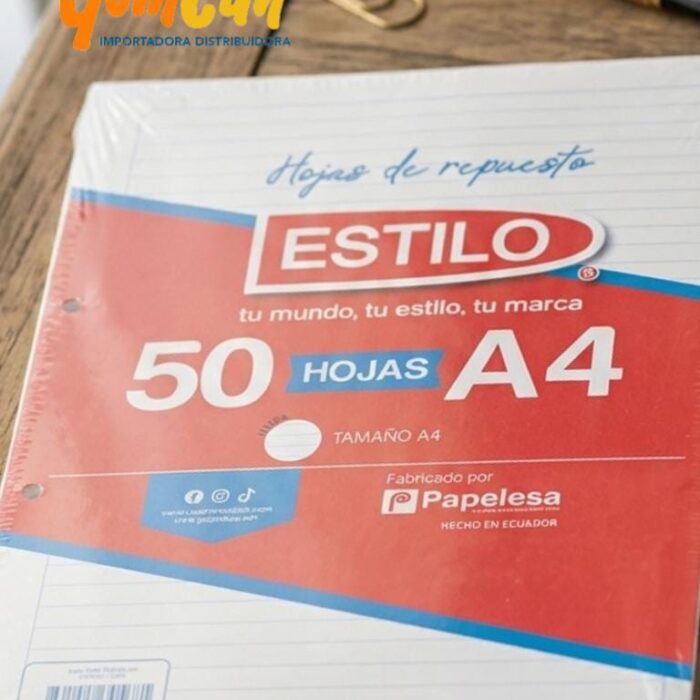 IMPORTADORA DISTRIBUIDORA
Hojas de repuesto
ESTILO
®
tu mundo, tu estilo, tu marca
50 HOJAS A4
TAMAÑO A4
Fabricado por
Papelesa
HECHO EN ECUADOR